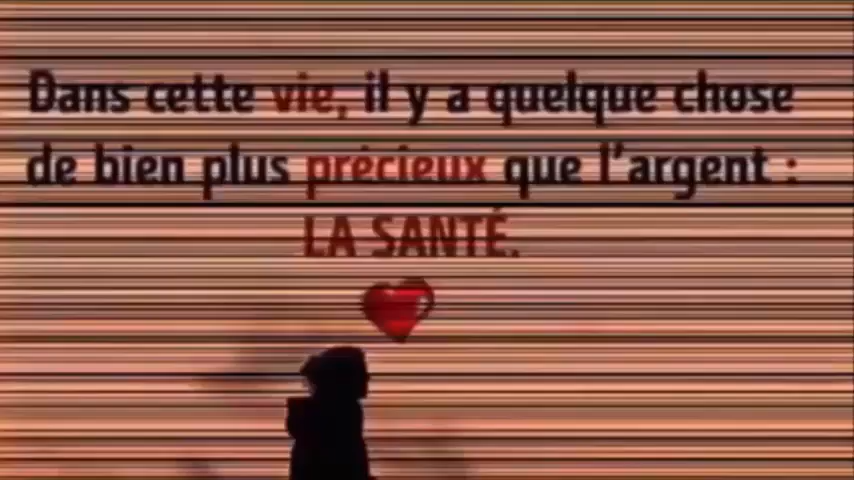 Dans cette vie, il y a quelque chose
de bien plus précieux que l'argent :
LA SANTÉ.